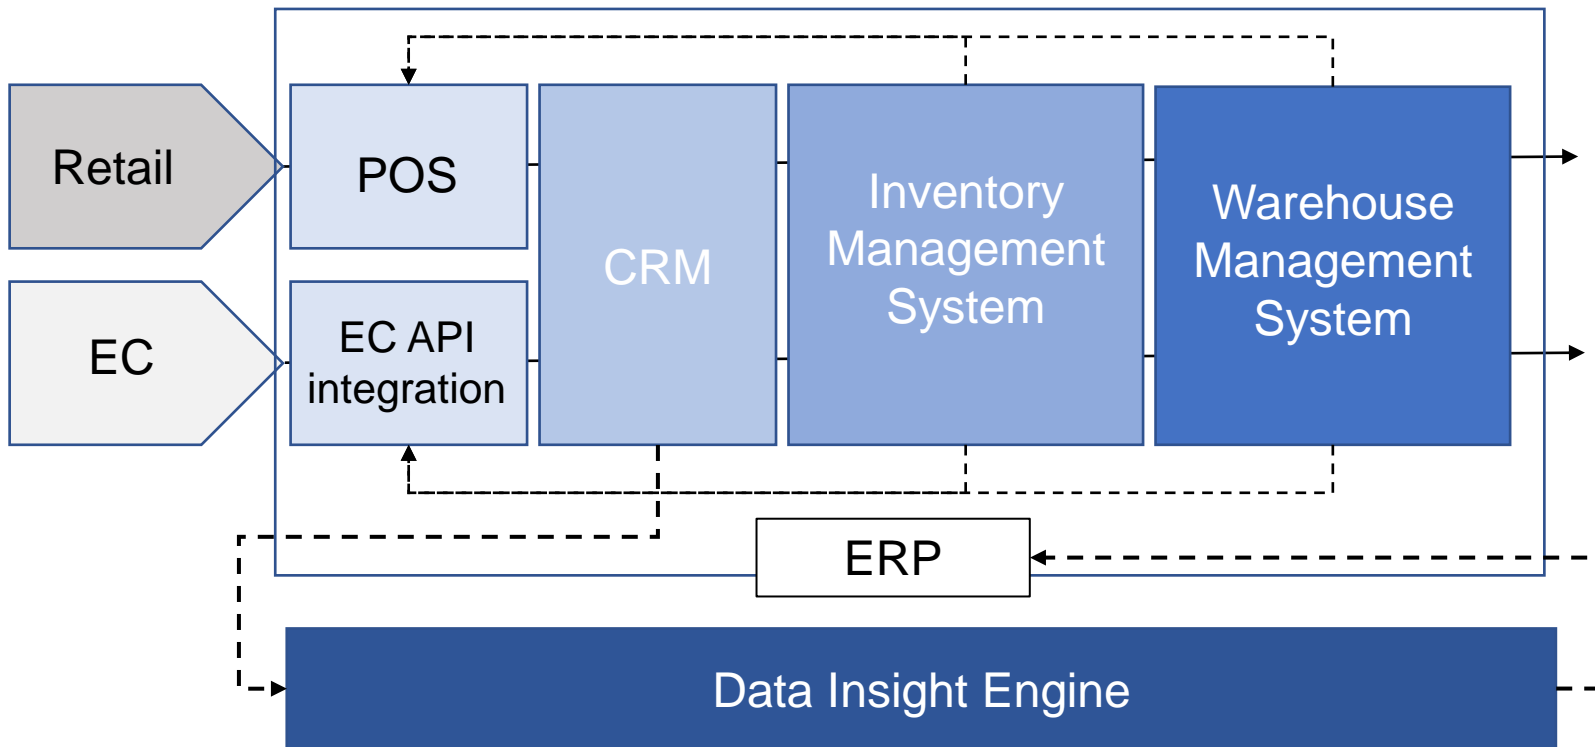 Retail
POS
EC
EC API
integration
CRM
Inventory
Management
System
Warehouse
Management
System
ERP
Data Insight Engine